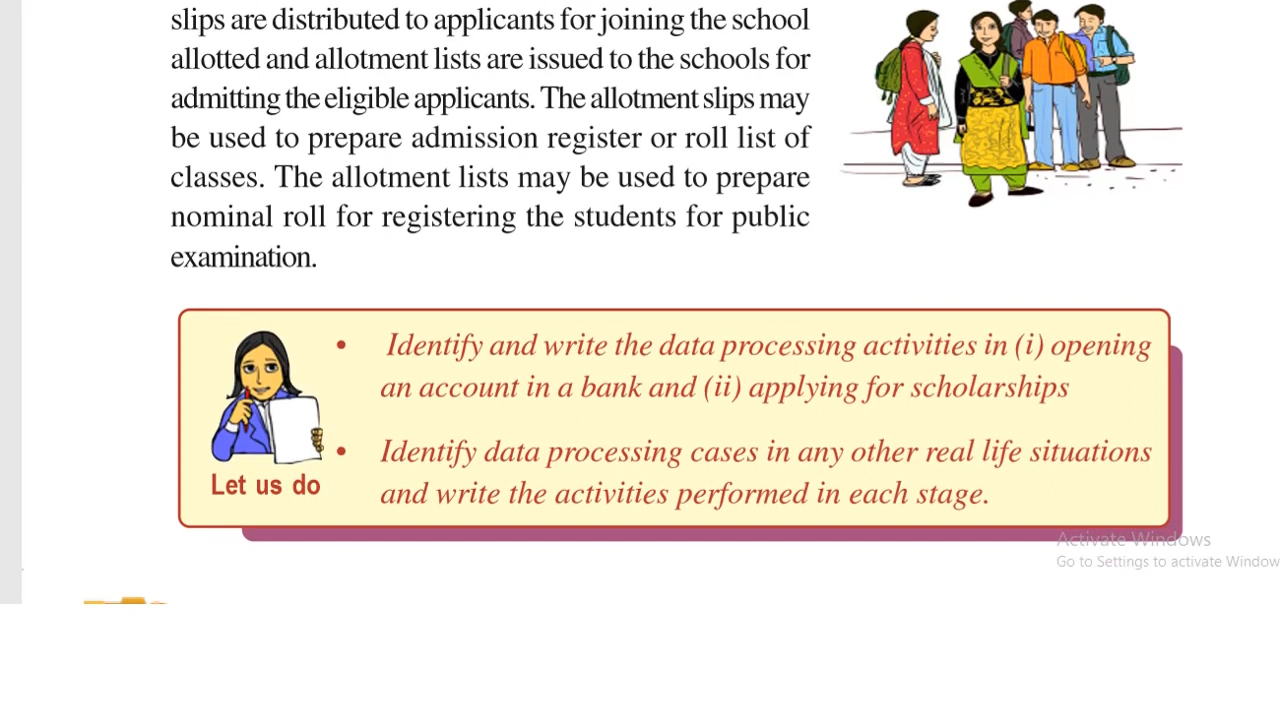 slips are distributed to applicants for joining the school
allotted and allotment lists are issued to the schools for
admitting the eligible applicants. The allotment slips may
be used to prepare admission register or roll list of
classes. The allotment lists may be used to prepare
nominal roll for registering the students for public
examination.
• Identify and write the data processing activities in (i) opening
an account in a bank and (ii) applying for scholarships
• Identify data processing cases in any other real life situations
and write the activities performed in each stage.
Let us do
Activate Windows
Go to Settings to activate Window